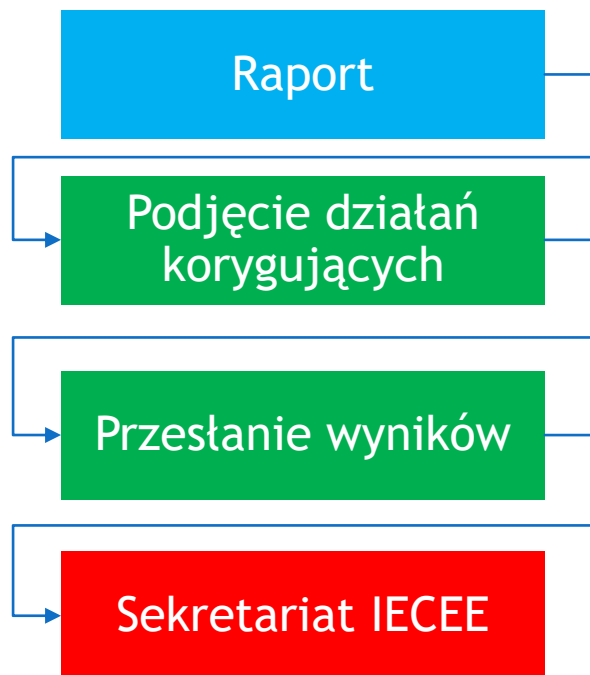 Raport
Podjęcie działań
korygujących
Przesłanie wyników
Sekretariat IECEE